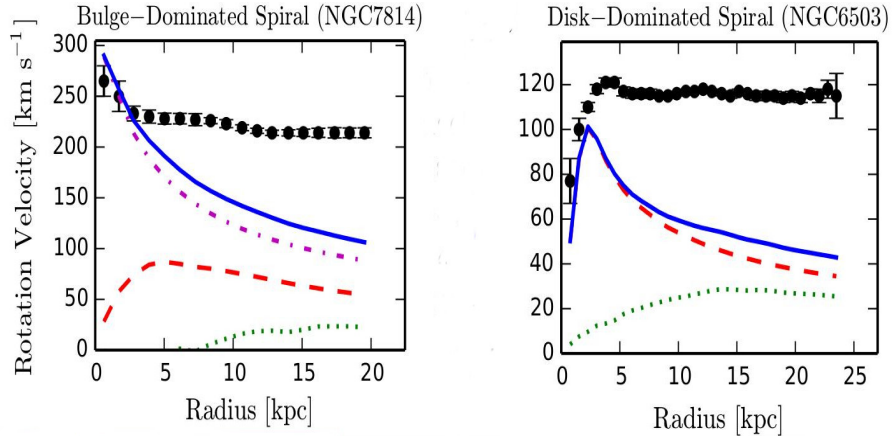 Bulge−Dominated Spiral (NGC7814)
Disk−Dominated Spiral (NGC6503)
Rotation Velocity [km s⁻¹]
300
250
200
150
100
50
0
0 5 10 15 20
Radius [kpc]
120
100
80
60
40
20
0
0 5 10 15 20 25
Radius [kpc]